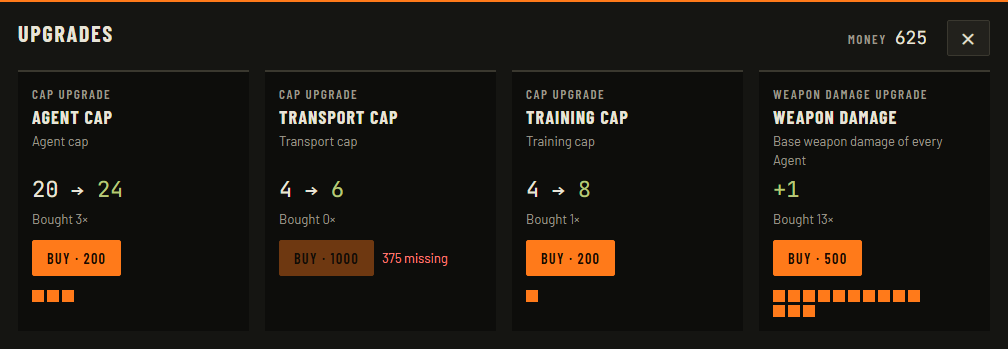 UPGRADES
MONEY 625 ✕
CAP UPGRADE
AGENT CAP
Agent cap
20 → 24
Bought 3×
BUY · 200
CAP UPGRADE
TRANSPORT CAP
Transport cap
4 → 6
Bought 0×
BUY · 1000 375 missing
CAP UPGRADE
TRAINING CAP
Training cap
4 → 8
Bought 1×
BUY · 200
WEAPON DAMAGE UPGRADE
WEAPON DAMAGE
Base weapon damage of every
Agent
+1
Bought 13×
BUY · 500